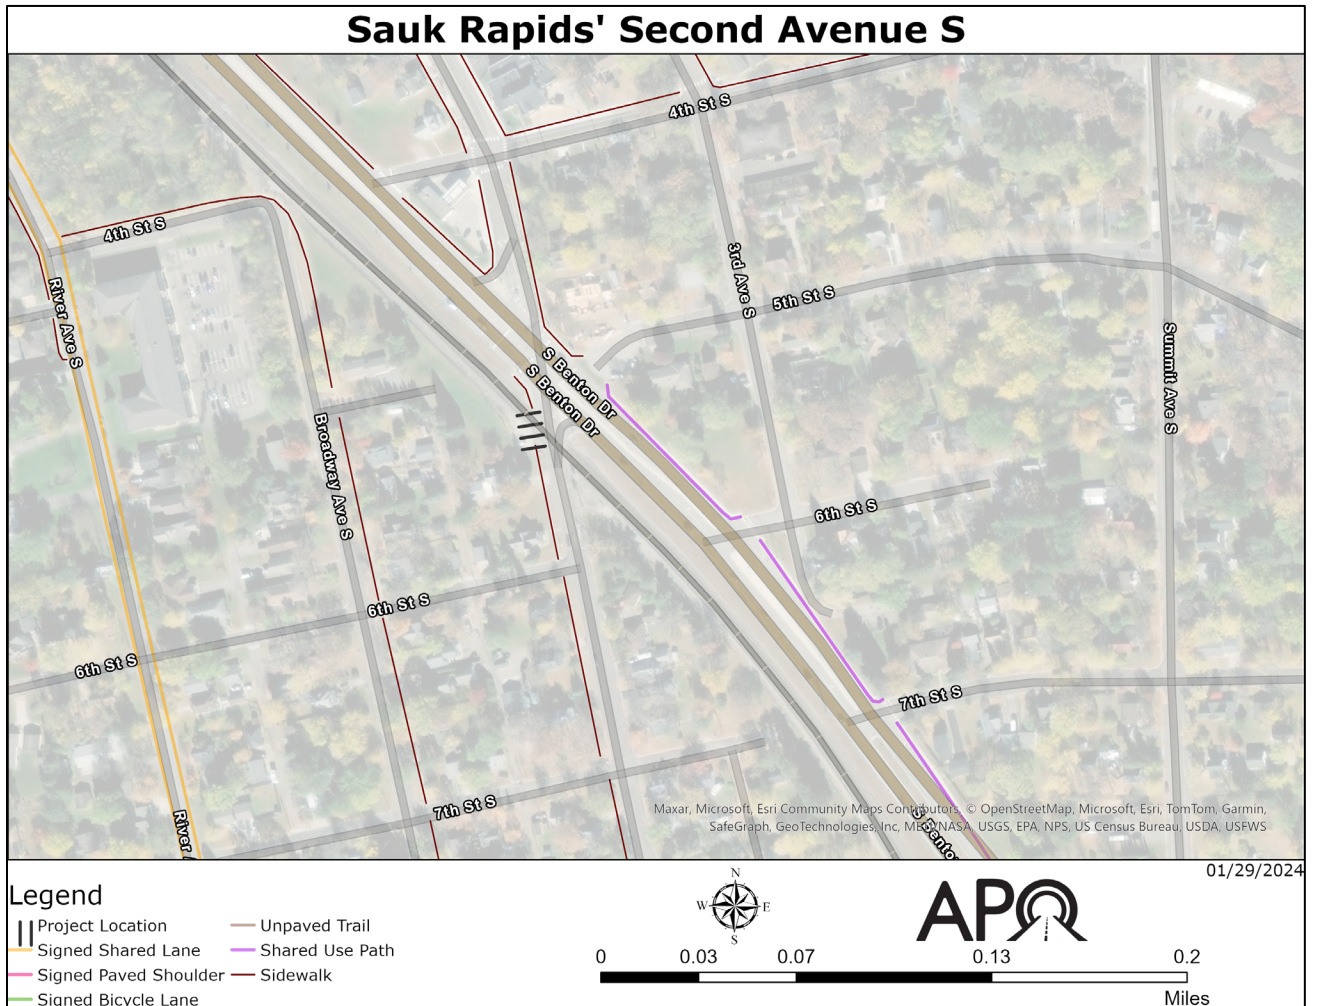 Sauk Rapids' Second Avenue S
4th St S
4th St S
3rd Ave S
River Ave S
5th St S
S Benton Dr
S Benton Dr
Summit Ave S
Broadway Ave S
6th St S
6th St S
6th St S
7th St S
7th St S
River A
S Benton
Maxar, Microsoft, Esri Community Maps Contributors, © OpenStreetMap, Microsoft, Esri, TomTom, Garmin,
SafeGraph, GeoTechnologies, Inc, METI/NASA, USGS, EPA, NPS, US Census Bureau, USDA, USFWS
01/29/2024
Legend
Project Location
Signed Shared Lane
Signed Paved Shoulder
Signed Bicycle Lane
Unpaved Trail
Shared Use Path
Sidewalk
N
W E
S
APO
0 0.03 0.07 0.13 0.2
Miles